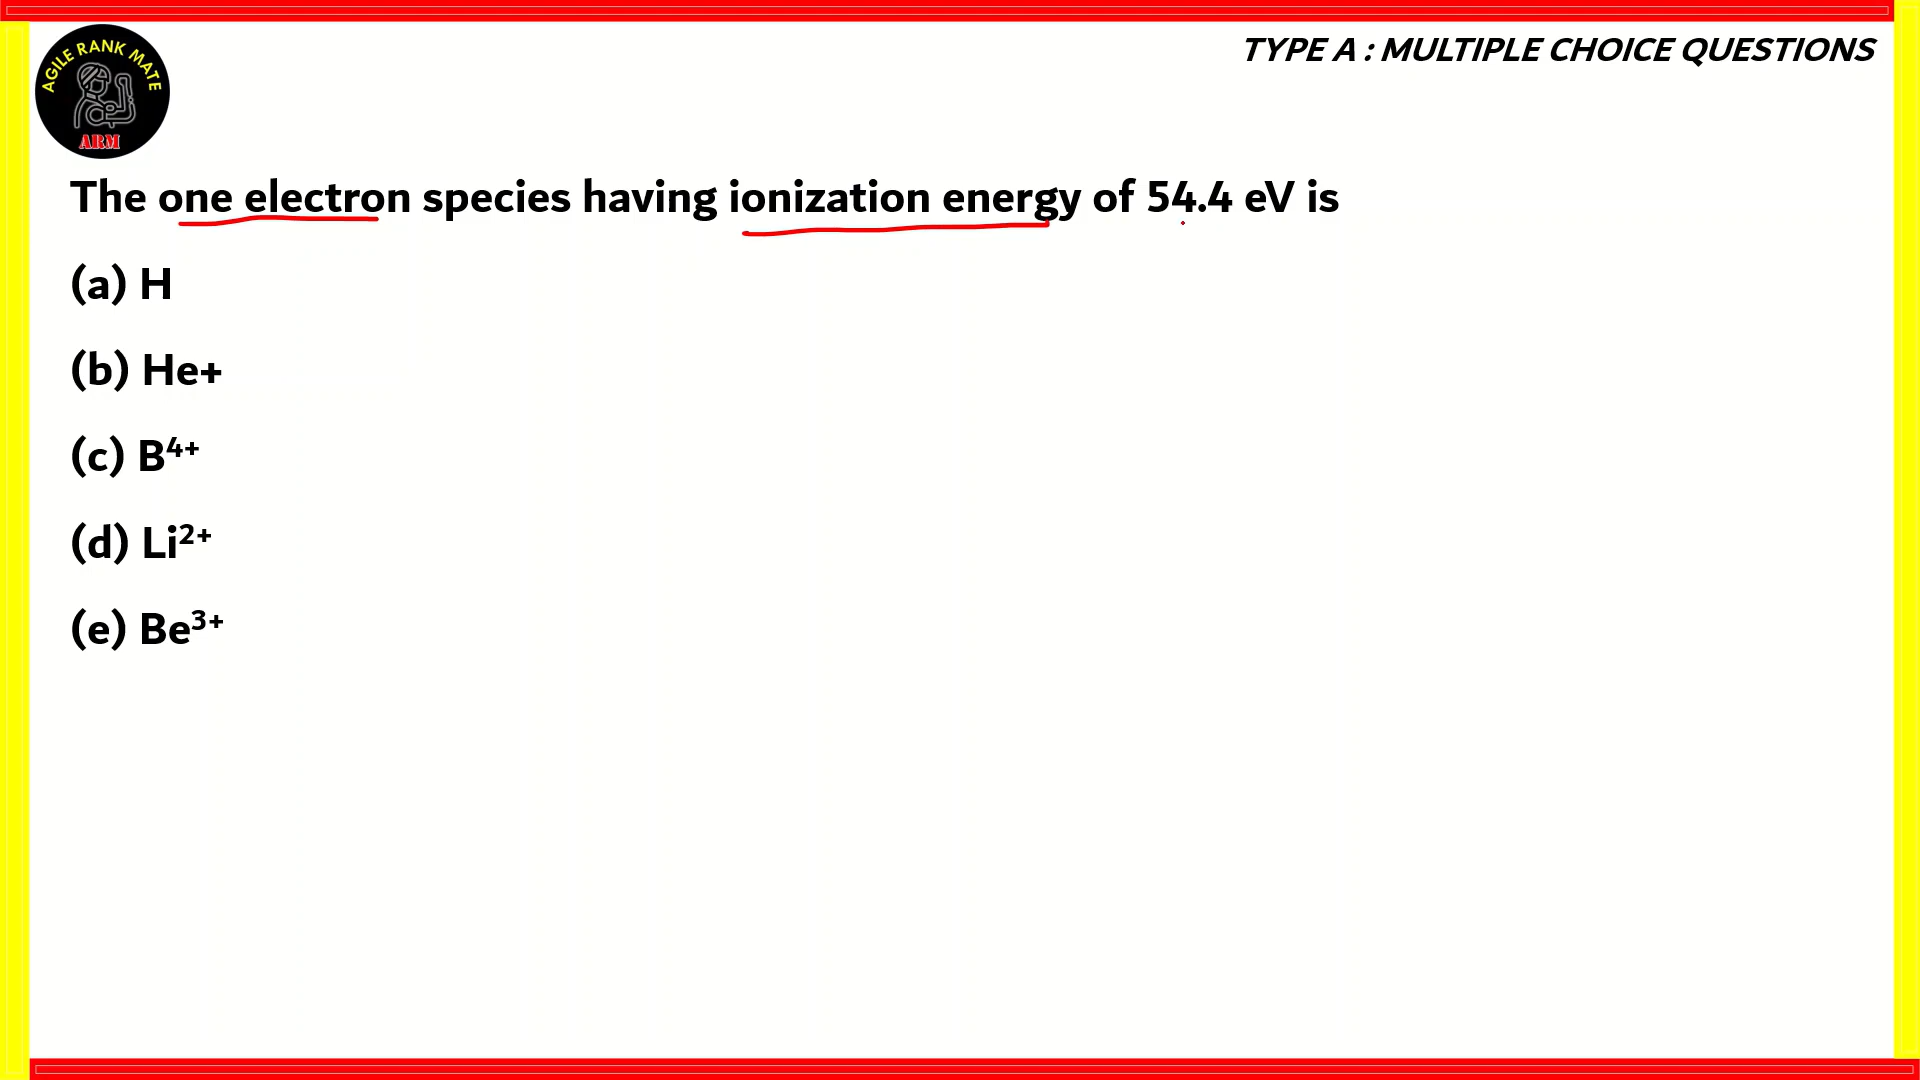 AGILE RANK MATE
ARM
TYPE A : MULTIPLE CHOICE QUESTIONS
The one electron species having ionization energy of 54.4 eV is
(a) H
(b) He+
(c) B⁴⁺
(d) Li²⁺
(e) Be³⁺